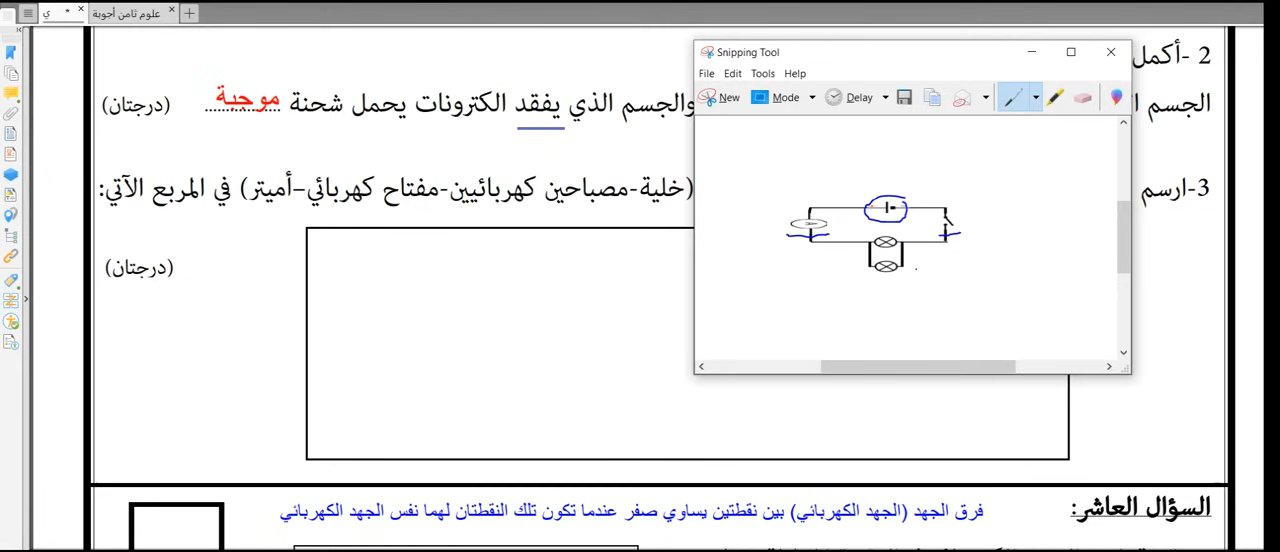 علوم ثامن أجوبة
ي *
2 -أكمل
Snipping Tool
File Edit Tools Help
New Mode Delay
والجسم الذي يفقد الكترونات يحمل شحنة موجبة (درجتان)
3-ارسم (خلية-مصباحين كهربائيين-مفتاح كهربائي-أميتر) في المربع الآتي:
(درجتان)
A
السؤال العاشر:
فرق الجهد (الجهد الكهربائي) بين نقطتين يساوي صفر عندما تكون تلك النقطتان لهما نفس الجهد الكهربائي